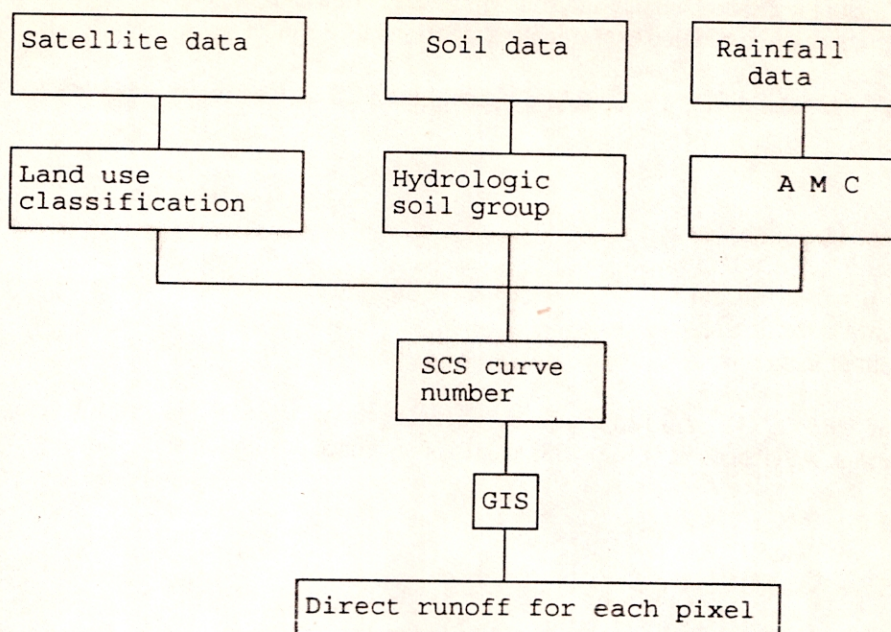 Satellite data
Soil data
Rainfall
data
Land use
classification
Hydrologic
soil group
A M C
SCS curve
number
GIS
Direct runoff for each pixel